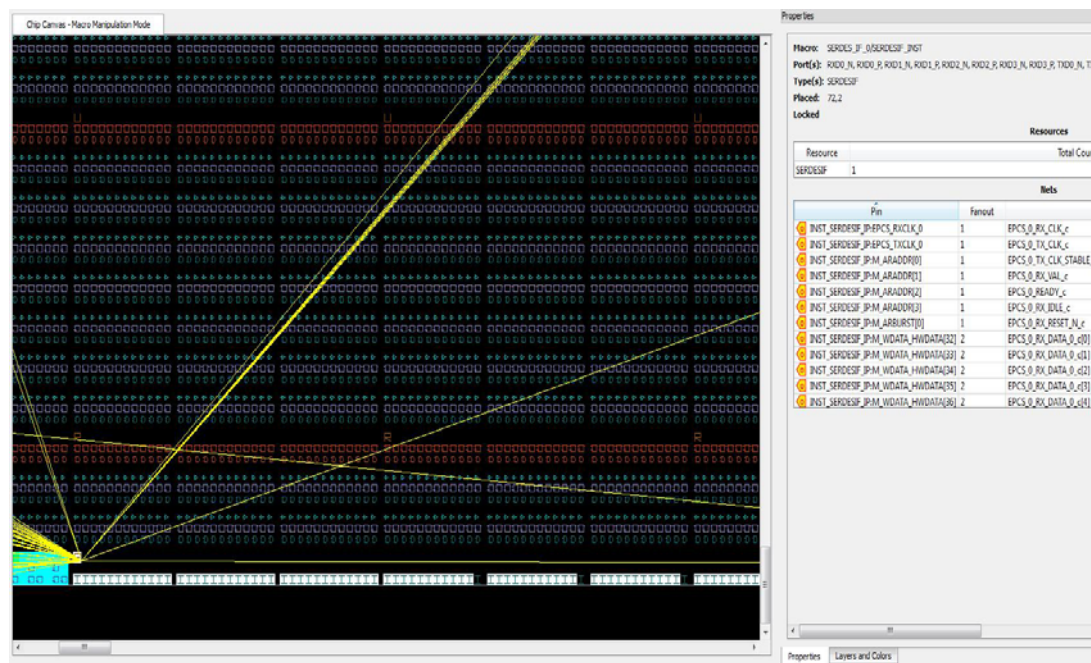 Chip Canvas - Macro Manipulation Mode
Properties
Macro: SERDES_IF_0/SERDESIF_INST
Port(s): RXD0_N, RXD0_P, RXD1_N, RXD1_P, RXD2_N, RXD2_P, RXD3_N, RXD3_P, TXD0_N, T
Type(s): SERDESIF
Placed: 72,2
Locked
Resources
Resource Total Cou
SERDESIF 1
Nets
Pin Fanout
INST_SERDESIF_IP:EPCS_RXCLK_0 1 EPCS_0_RX_CLK_c
INST_SERDESIF_IP:EPCS_TXCLK_0 1 EPCS_0_TX_CLK_c
INST_SERDESIF_IP:M_ARADDR[0] 1 EPCS_0_TX_CLK_STABLE_
INST_SERDESIF_IP:M_ARADDR[1] 1 EPCS_0_RX_VAL_c
INST_SERDESIF_IP:M_ARADDR[2] 1 EPCS_0_READY_c
INST_SERDESIF_IP:M_ARADDR[3] 1 EPCS_0_RX_IDLE_c
INST_SERDESIF_IP:M_ARBURST[0] 1 EPCS_0_RX_RESET_N_c
INST_SERDESIF_IP:M_WDATA_HWDATA[32] 2 EPCS_0_RX_DATA_0_c[0]
INST_SERDESIF_IP:M_WDATA_HWDATA[33] 2 EPCS_0_RX_DATA_0_c[1]
INST_SERDESIF_IP:M_WDATA_HWDATA[34] 2 EPCS_0_RX_DATA_0_c[2]
INST_SERDESIF_IP:M_WDATA_HWDATA[35] 2 EPCS_0_RX_DATA_0_c[3]
INST_SERDESIF_IP:M_WDATA_HWDATA[36] 2 EPCS_0_RX_DATA_0_c[4]
Properties Layers and Colors